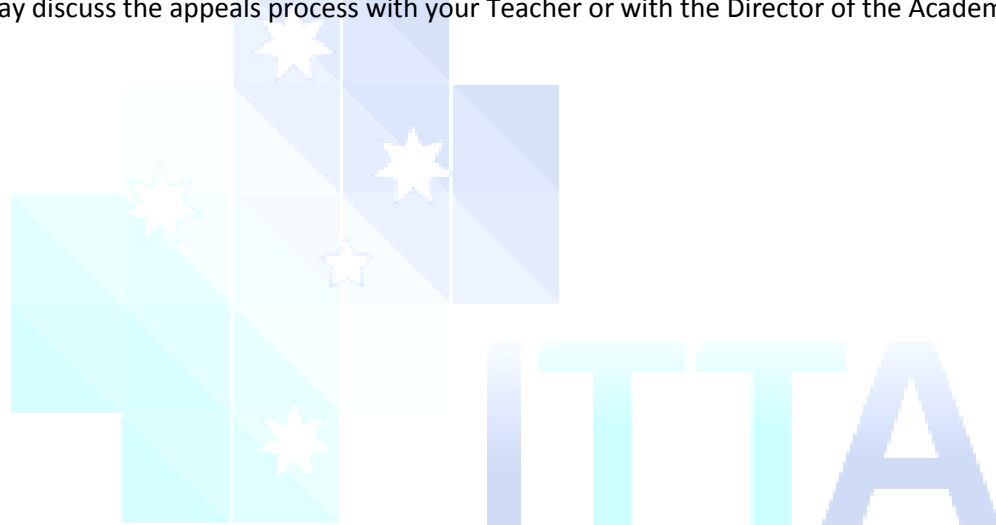 ay discuss the appeals process with your Teacher or with the Director of the Academ
ITTA